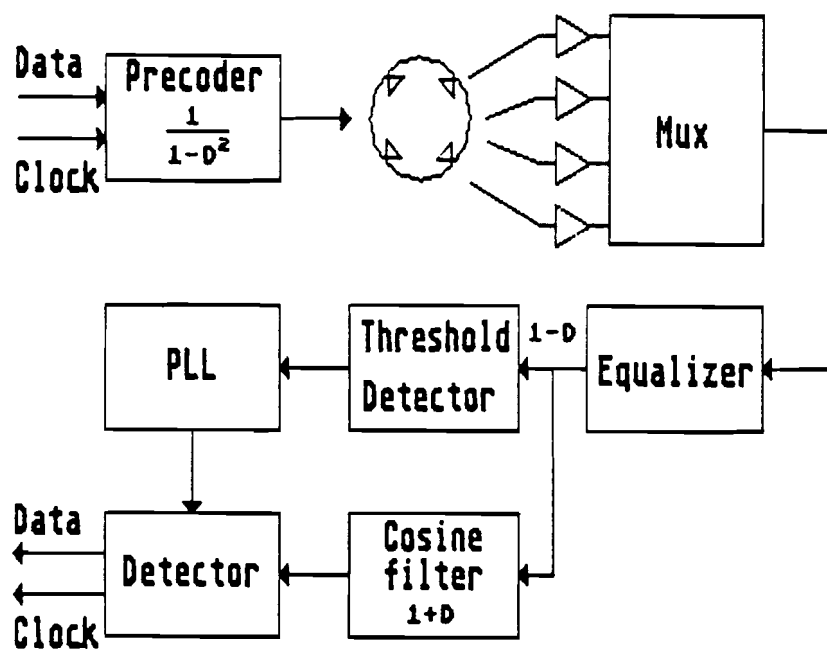 Data
Clock
Precoder
1
1-D²
Mux
PLL
Threshold
Detector
1-D
Equalizer
Data
Clock
Detector
Cosine
filter
1+D